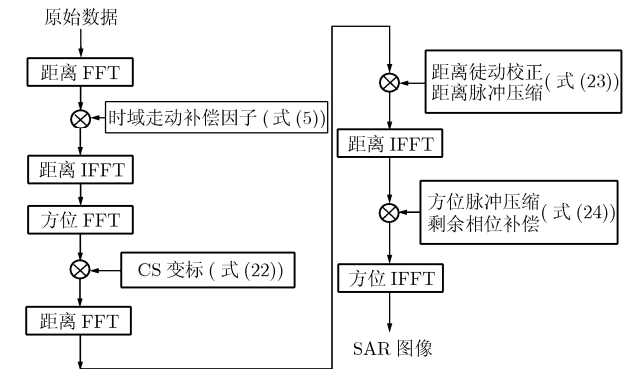 原始数据
距离 FFT
时域走动补偿因子 ( 式 (5))
距离 IFFT
方位 FFT
CS 变标 ( 式 (22))
距离 FFT
距离徒动校正
距离脉冲压缩
( 式 (23))
距离 IFFT
方位脉冲压缩
剩余相位补偿
( 式 (24))
方位 IFFT
SAR 图像